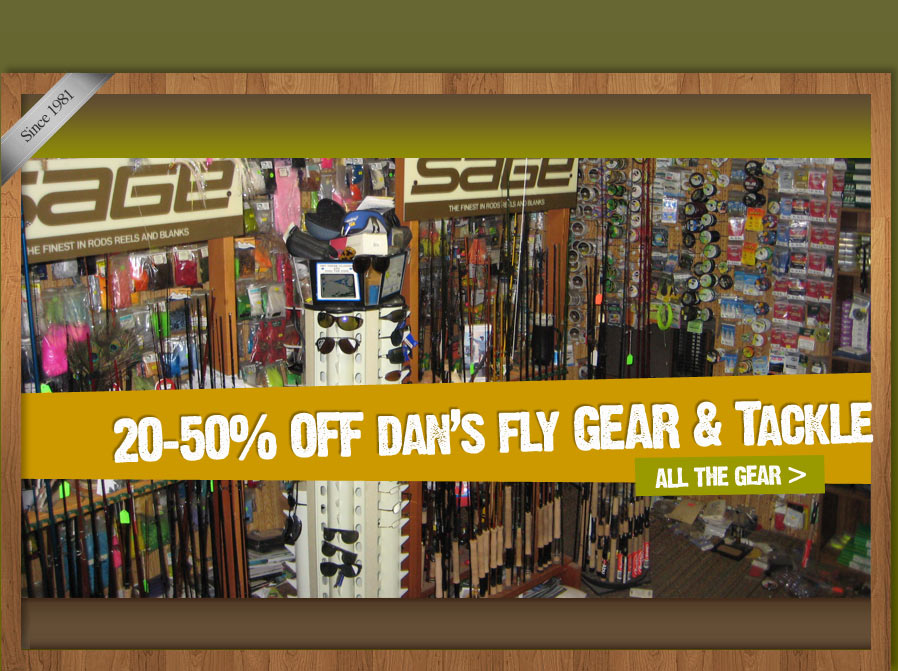 Since 1981
SAGE
THE FINEST IN RODS REELS AND BLANKS
SAGE
THE FINEST IN RODS REELS AND BLANKS
20-50% OFF DAN'S FLY GEAR & TACKLE
ALL THE GEAR >